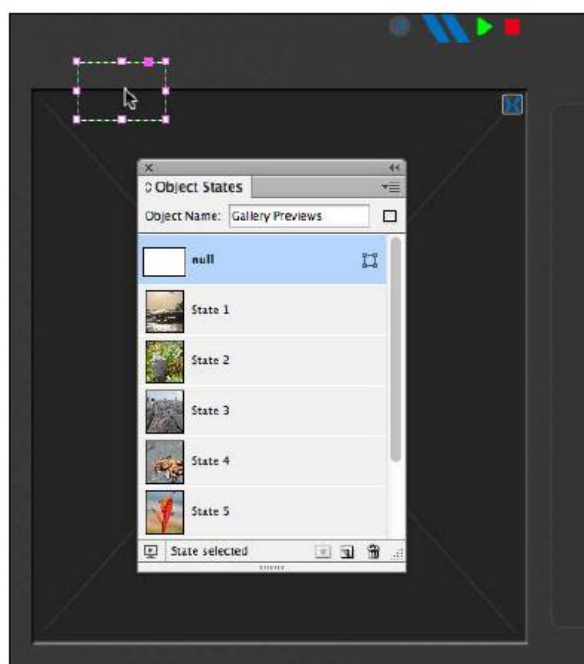 Object States
Object Name: Gallery Previews
null
State 1
State 2
State 3
State 4
State 5
State selected